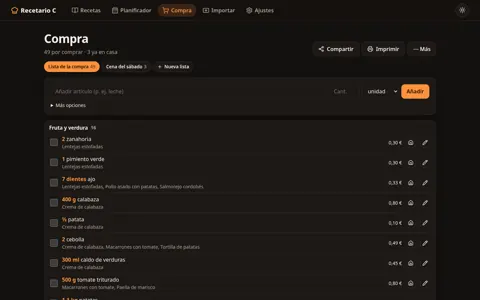 Recetario C
Recetas
Planificador
Compra
Importar
Ajustes
Compra
49 por comprar · 3 ya en casa
Compartir
Imprimir
··· Más
Lista de la compra 49
Cena del sábado 3
+ Nueva lista
Añadir artículo (p. ej. leche)
Cant.
unidad
Añadir
▶ Más opciones
Fruta y verdura 16
2 zanahoria
Lentejas estofadas
0,30 €
1 pimiento verde
Lentejas estofadas
0,30 €
7 dientes ajo
Lentejas estofadas, Pollo asado con patatas, Salmorejo cordobés
0,33 €
400 g calabaza
Crema de calabaza
0,80 €
½ patata
Crema de calabaza
0,10 €
2 cebolla
Crema de calabaza, Macarrones con tomate, Tortilla de patatas
0,49 €
300 ml caldo de verduras
Crema de calabaza
0,45 €
500 g tomate triturado
Macarrones con tomate, Paella de marisco
0,80 €